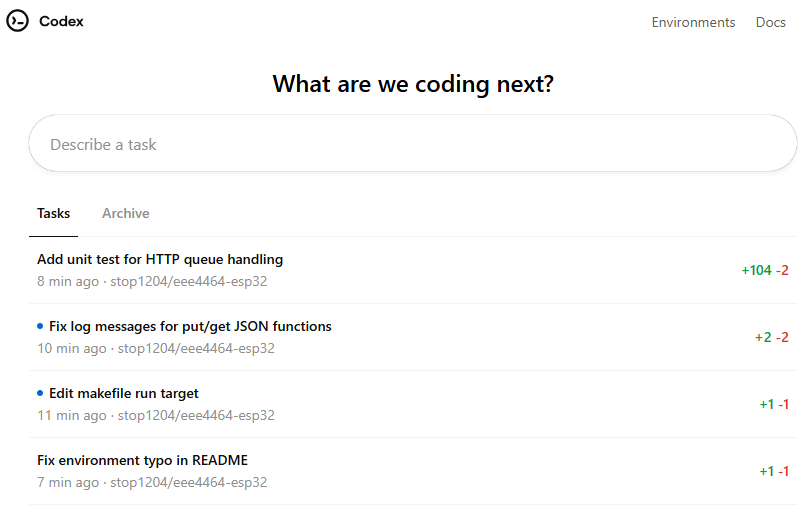 Codex
Environments Docs
What are we coding next?
Describe a task
Tasks Archive
Add unit test for HTTP queue handling
8 min ago · stop1204/eee4464-esp32
+104 -2
Fix log messages for put/get JSON functions
10 min ago · stop1204/eee4464-esp32
+2 -2
Edit makefile run target
11 min ago · stop1204/eee4464-esp32
+1 -1
Fix environment typo in README
7 min ago · stop1204/eee4464-esp32
+1 -1